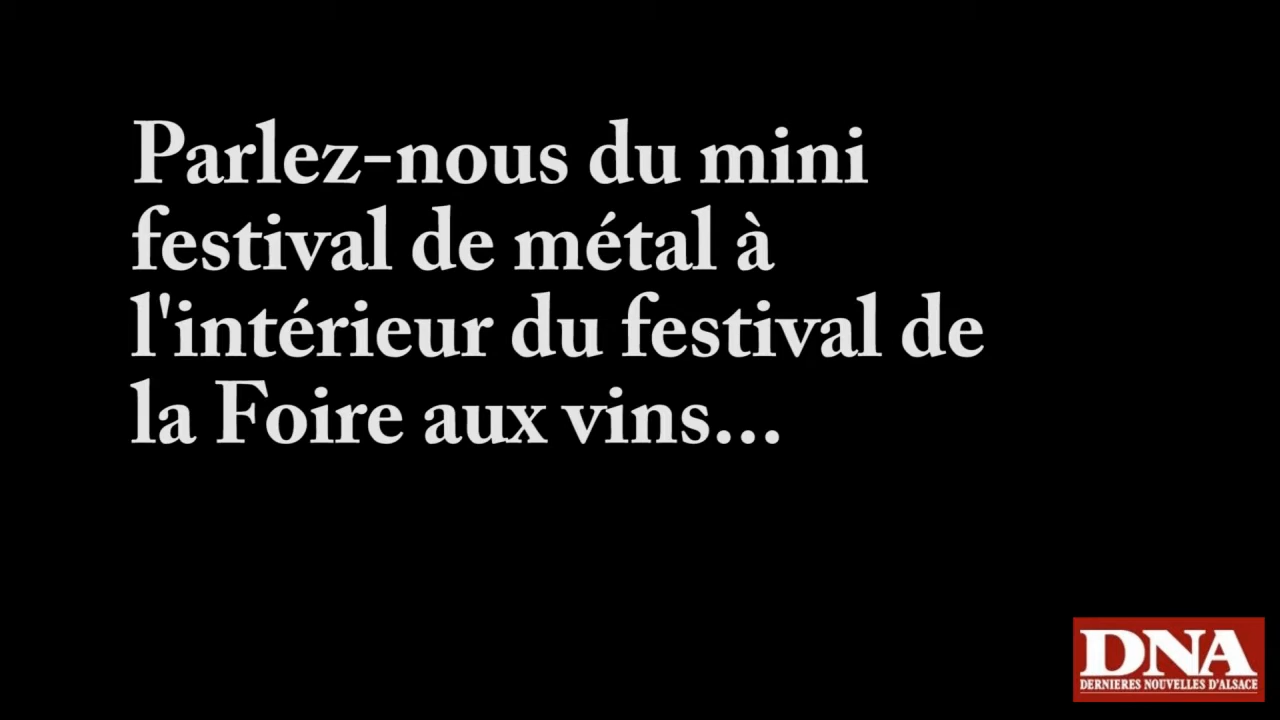 Parlez-nous du mini
festival de métal à
l'intérieur du festival de
la Foire aux vins...
DNA
DERNIERES NOUVELLES D'ALSACE